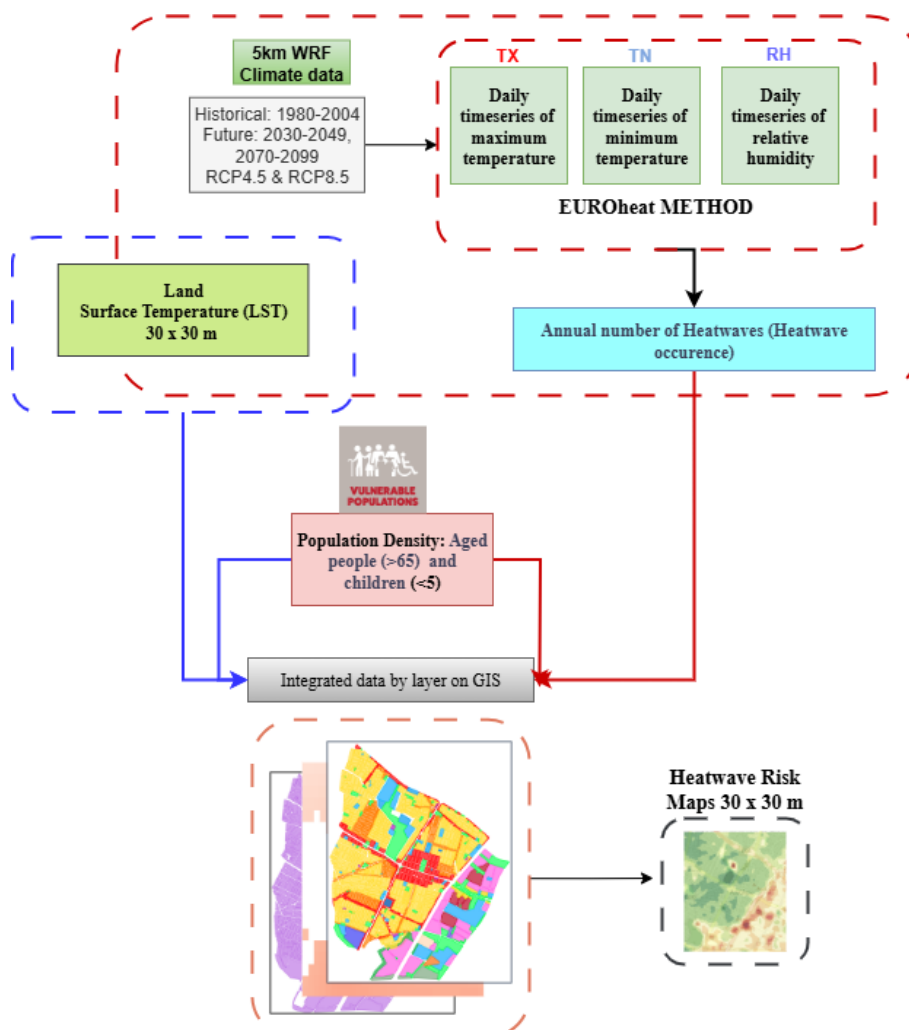 5km WRF
Climate data
Historical: 1980-2004
Future: 2030-2049,
2070-2099
RCP4.5 & RCP8.5
TX
Daily
timeseries of
maximum
temperature
TN
Daily
timeseries of
minimum
temperature
RH
Daily
timeseries of
relative
humidity
EUROheat METHOD
Land
Surface Temperature (LST)
30 x 30 m
Annual number of Heatwaves (Heatwave
occurence)
VULNERABLE
POPULATIONS
Population Density: Aged
people (>65) and
children (<5)
Integrated data by layer on GIS
Heatwave Risk
Maps 30 x 30 m